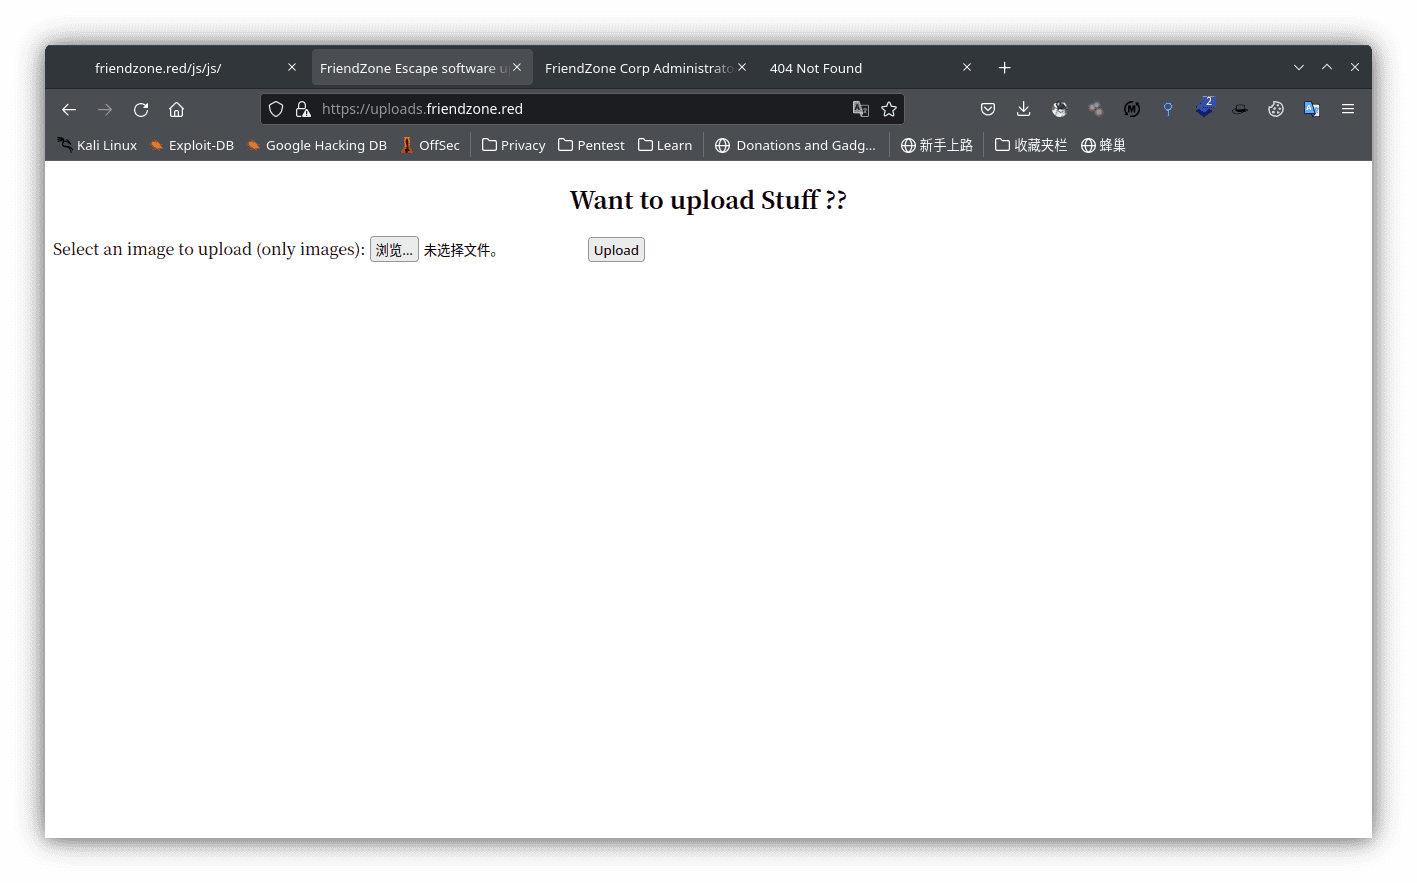 friendzone.red/js/js/ FriendZone Escape software u FriendZone Corp Administrato 404 Not Found
https://uploads.friendzone.red 2
Kali Linux Exploit-DB Google Hacking DB OffSec Privacy Pentest Learn Donations and Gadg... 新手上路 收藏夹栏 蜂巢
Want to upload Stuff ??
Select an image to upload (only images): 浏览... 未选择文件。 Upload